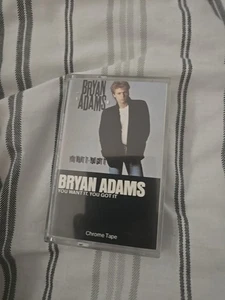 BRYAN
ADAMS
YOU WANT IT· YOU GOT IT
BRYAN ADAMS
YOU WANT IT, YOU GOT IT
Chrome Tape